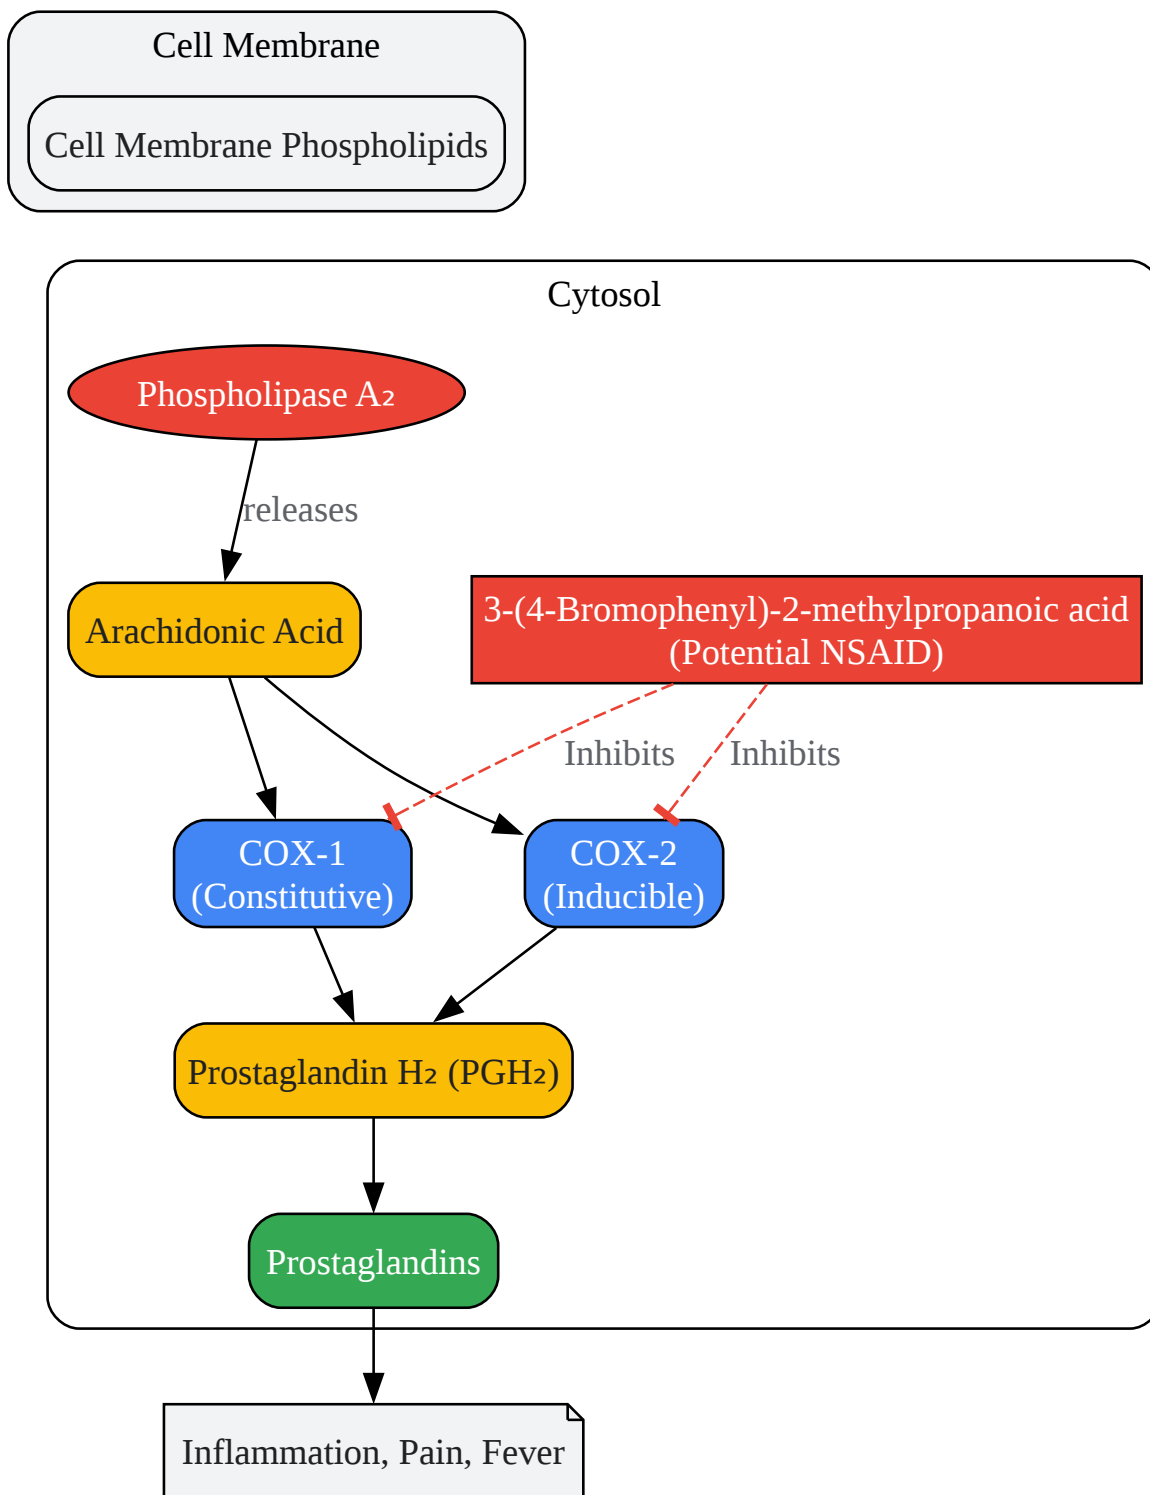 Cell Membrane
Cell Membrane Phospholipids
Cytosol
Phospholipase A₂
releases
Arachidonic Acid
3-(4-Bromophenyl)-2-methylpropanoic acid
(Potential NSAID)
Inhibits
Inhibits
COX-1
(Constitutive)
COX-2
(Inducible)
Prostaglandin H₂ (PGH₂)
Prostaglandins
Inflammation, Pain, Fever